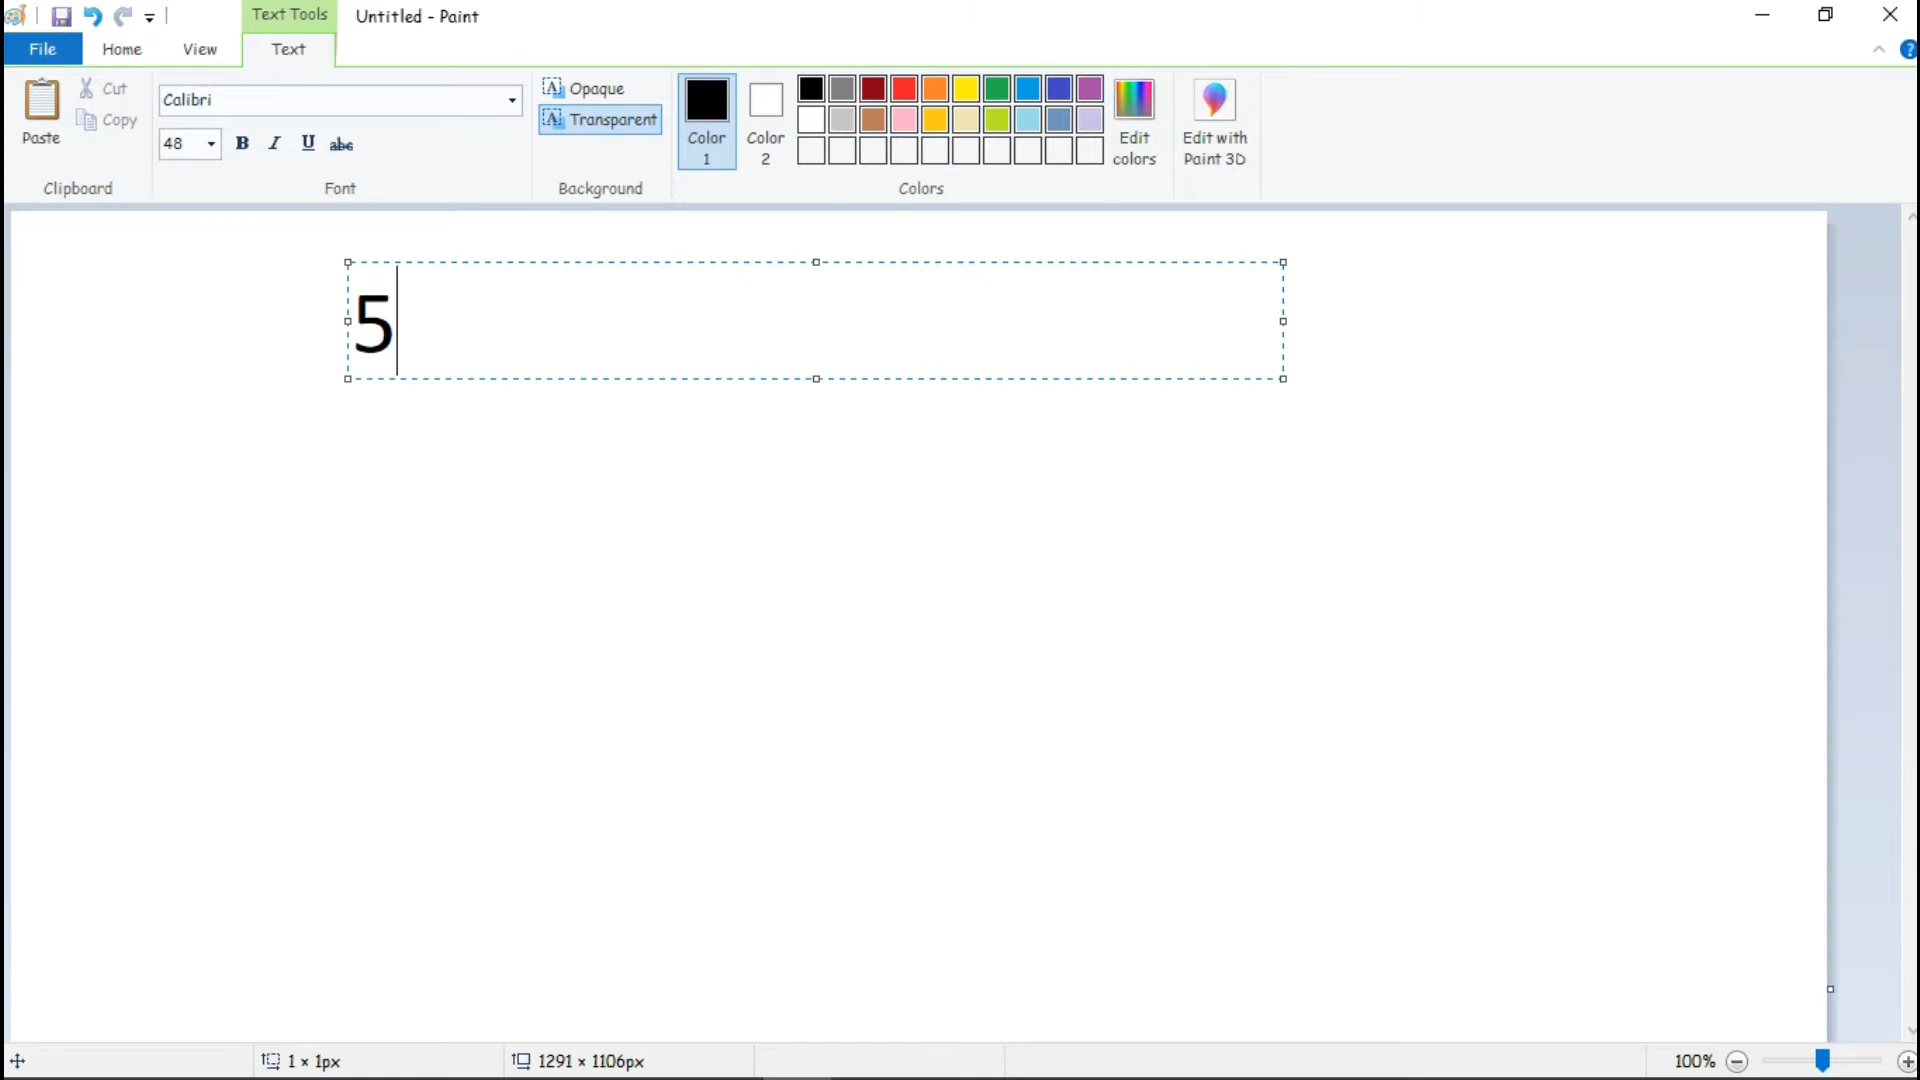 Text Tools Untitled - Paint
File Home View Text
Paste
Cut
Copy
Clipboard
Calibri
48 B I U abc
Font
A Opaque
A Transparent
Background
Color 1
Color 2
Edit colors
Colors
Edit with Paint 3D
5
1 × 1px 1291 × 1106px 100%